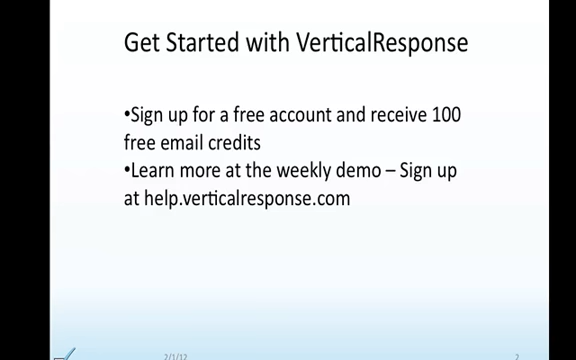 Get Started with VerticalResponse
•Sign up for a free account and receive 100
free email credits
•Learn more at the weekly demo – Sign up
at help.verticalresponse.com
2/1/12
2